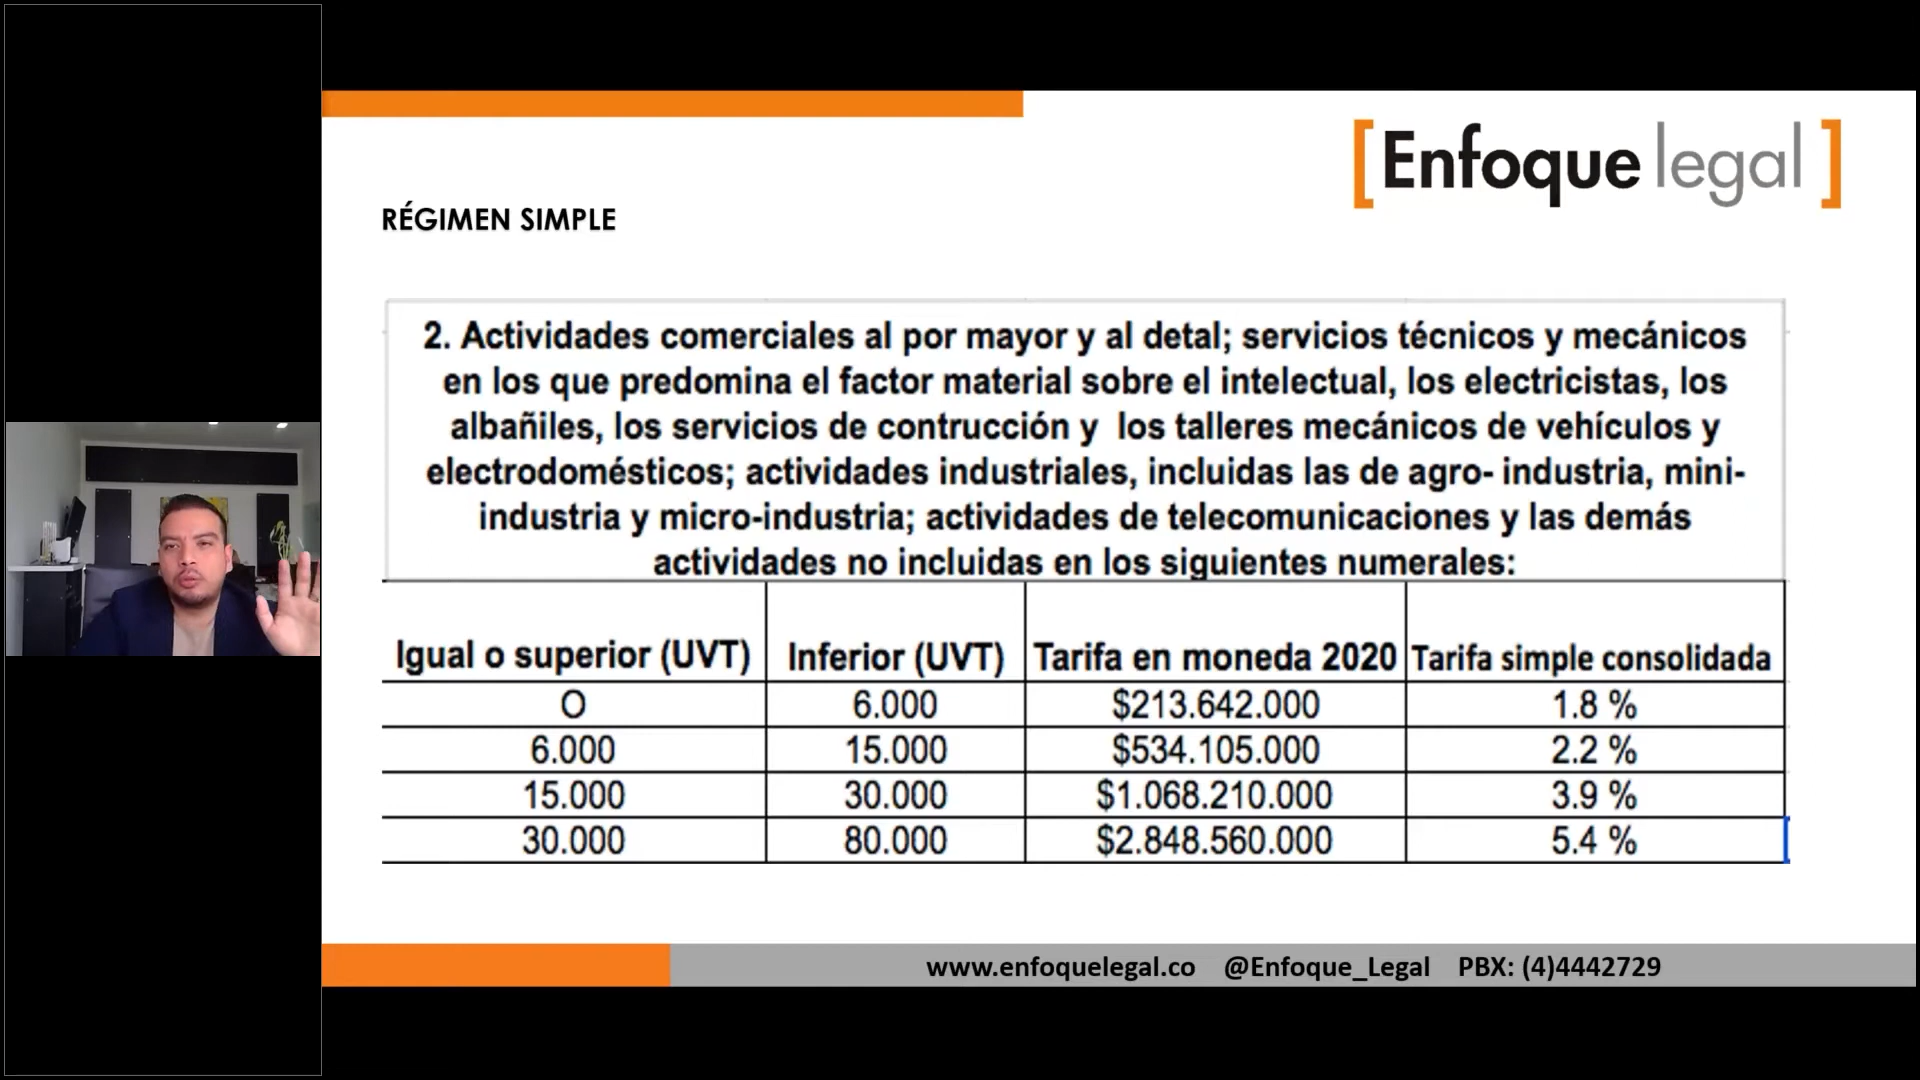 [Enfoque legal]
RÉGIMEN SIMPLE
2. Actividades comerciales al por mayor y al detal; servicios técnicos y mecánicos
en los que predomina el factor material sobre el intelectual, los electricistas, los
albañiles, los servicios de contrucción y los talleres mecánicos de vehículos y
electrodomésticos; actividades industriales, incluidas las de agro- industria, mini-
industria y micro-industria; actividades de telecomunicaciones y las demás
actividades no incluidas en los siguientes numerales:
Igual o superior (UVT) Inferior (UVT) Tarifa en moneda 2020 Tarifa simple consolidada
O 6.000 $213.642.000 1.8 %
6.000 15.000 $534.105.000 2.2 %
15.000 30.000 $1.068.210.000 3.9 %
30.000 80.000 $2.848.560.000 5.4 %
www.enfoquelegal.co @Enfoque_Legal PBX: (4)4442729